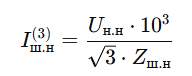 I_{ш.н}^{(3)} = \frac{U_{н.н} \cdot 10^3}{\sqrt{3} \cdot Z_{ш.н}}